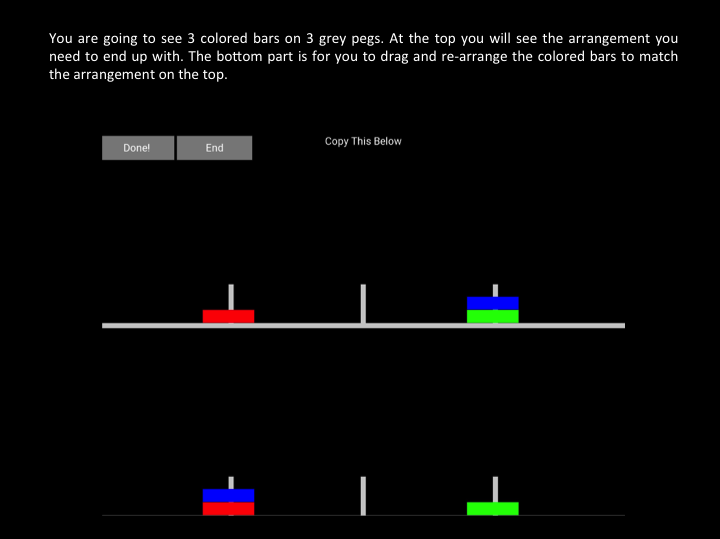 You are going to see 3 colored bars on 3 grey pegs. At the top you will see the arrangement you
need to end up with. The bottom part is for you to drag and re-arrange the colored bars to match
the arrangement on the top.
Done! End Copy This Below